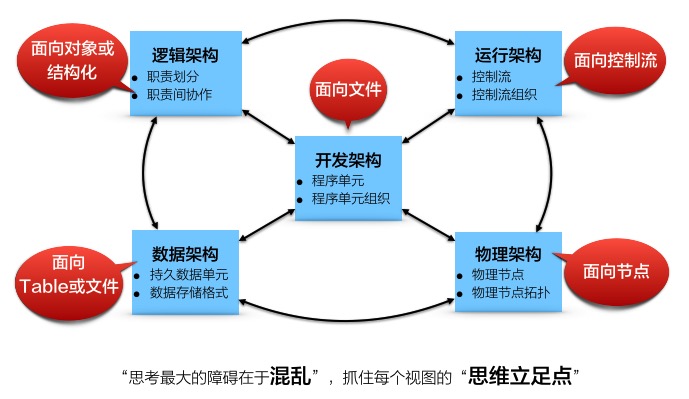 面向对象或
结构化
逻辑架构
● 职责划分
● 职责间协作
运行架构
● 控制流
● 控制流组织
面向控制流
面向文件
开发架构
● 程序单元
● 程序单元组织
面向
Table或文件
数据架构
● 持久数据单元
● 数据存储格式
物理架构
● 物理节点
● 物理节点拓扑
面向节点
“思考最大的障碍在于混乱”，抓住每个视图的“思维立足点”